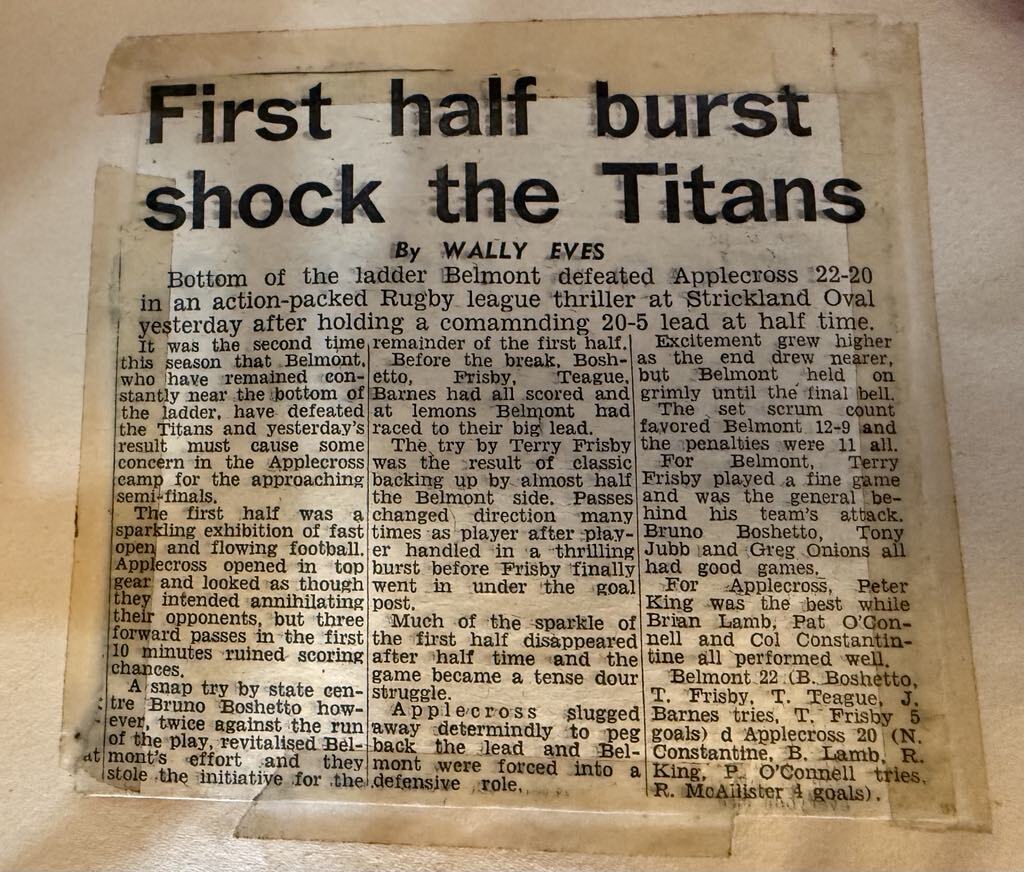 First half burst
shock the Titans
By WALLY EVES
Bottom of the ladder Belmont defeated Applecross 22-20
in an action-packed Rugby league thriller at Strickland Oval
yesterday after holding a comamnding 20-5 lead at half time.
It was the second time
this season that Belmont,
who have remained con-
stantly near the bottom of
the ladder, have defeated
the Titans and yesterday's
result must cause some
concern in the Applecross
camp for the approaching
semi-finals.
The first half was a
sparkling exhibition of fast
open and flowing football.
Applecross opened in top
gear and looked as though
they intended annihilating
their opponents, but three
forward passes in the first
10 minutes ruined scoring
chances.
A snap try by state cen-
tre Bruno Boshetto how-
ever, twice against the run
of the play, revitalised Bel-
mont's effort and they
stole the initiative for the
remainder of the first half.
Before the break, Bosh-
etto, Frisby, Teague,
Barnes had all scored and
at lemons Belmont had
raced to their big lead.
The try by Terry Frisby
was the result of classic
backing up by almost half
the Belmont side. Passes
changed direction many
times as player after play-
er handled in a thrilling
burst before Frisby finally
went in under the goal
post.
Much of the sparkle of
the first half disappeared
after half time and the
game became a tense dour
struggle.
Applecross slugged
away determindly to peg
back the lead and Bel-
mont were forced into a
defensive role.
Excitement grew higher
as the end drew nearer,
but Belmont held on
grimly until the final bell.
The set scrum count
favored Belmont 12-9 and
the penalties were 11 all.
For Belmont, Terry
Frisby played a fine game
and was the general be-
hind his team's attack.
Bruno Boshetto, Tony
Jubb and Greg Onions all
had good games.
For Applecross, Peter
King was the best while
Brian Lamb, Pat O'Con-
nell and Col Constantin-
tine all performed well.
Belmont 22 (B. Boshetto,
T. Frisby, T. Teague, J.
Barnes tries, T. Frisby 5
goals) d Applecross 20 (N.
Constantine, B. Lamb, R.
King, P. O'Connell tries,
R. McAllister 4 goals).
at